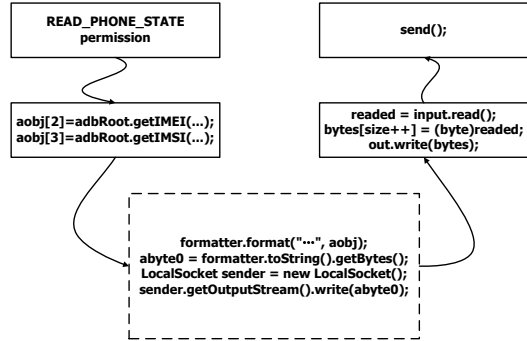 READ_PHONE_STATE
permission
send();
aobj[2]=adbRoot.getIMEI(...);
aobj[3]=adbRoot.getIMSI(...);
readed = input.read();
bytes[size++] = (byte)readed;
out.write(bytes);
formatter.format("···", aobj);
abyte0 = formatter.toString().getBytes();
LocalSocket sender = new LocalSocket();
sender.getOutputStream().write(abyte0);